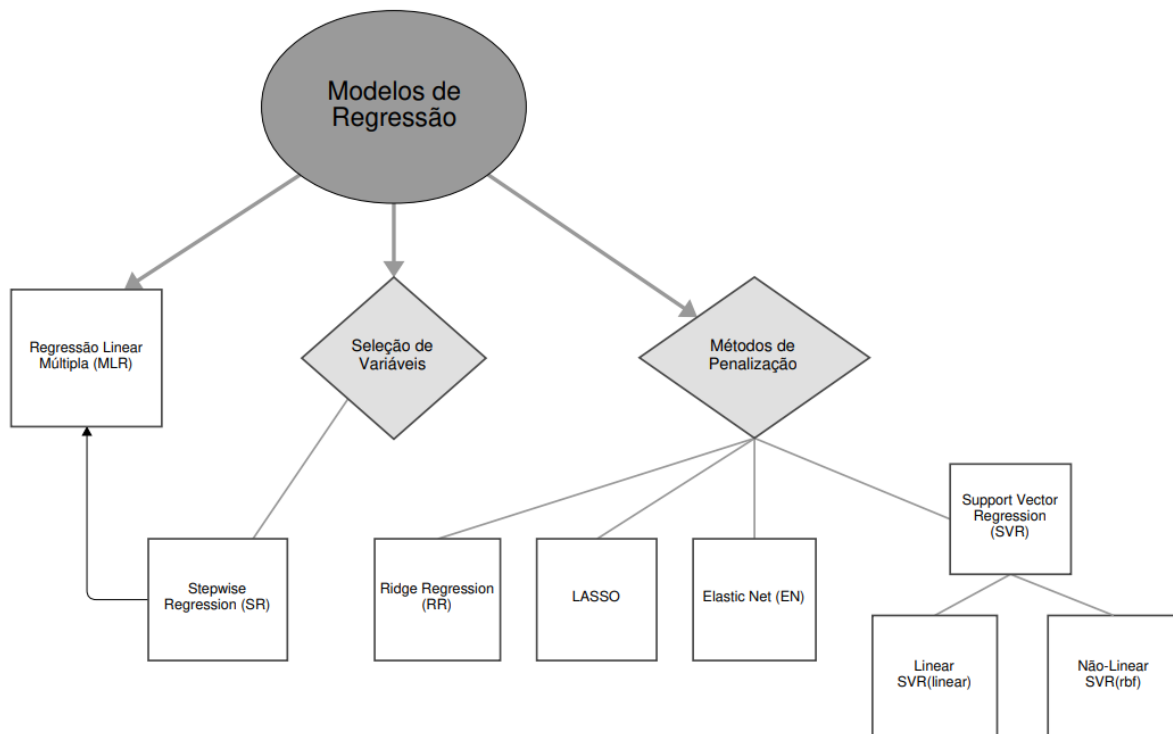 Modelos de
Regressão
Regressão Linear
Múltipla (MLR)
Seleção de
Variáveis
Métodos de
Penalização
Stepwise
Regression (SR)
Ridge Regression
(RR)
LASSO
Elastic Net (EN)
Support Vector
Regression
(SVR)
Linear
SVR(linear)
Não-Linear
SVR(rbf)